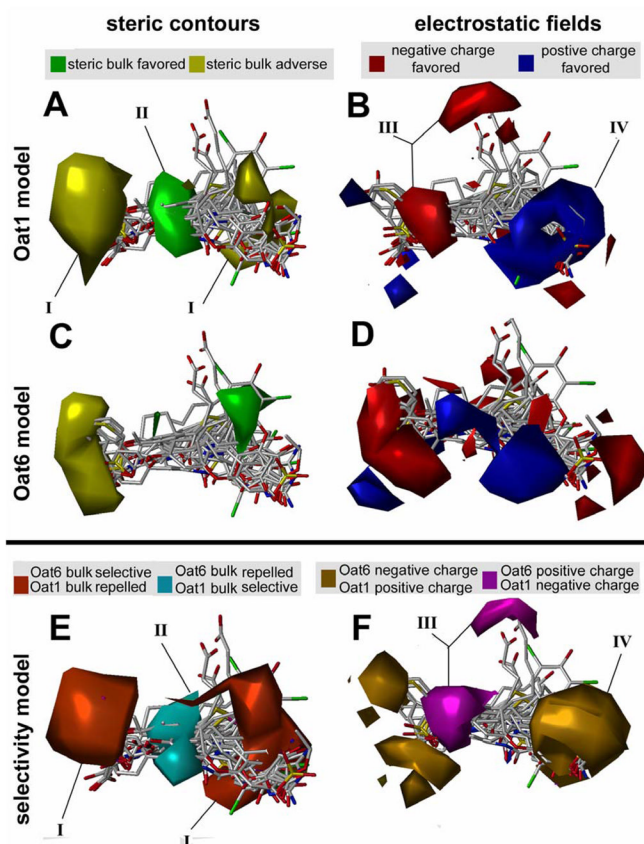 steric contours
electrostatic fields
steric bulk favored
steric bulk adverse
negative charge
favored
postive charge
favored
A
II
I
I
B
III
IV
Oat1 model
C
D
Oat6 model
Oat6 bulk selective
Oat1 bulk repelled
Oat6 bulk repelled
Oat1 bulk selective
Oat6 negative charge
Oat1 positive charge
Oat6 positive charge
Oat1 negative charge
E
II
I
I
F
III
IV
selectivity model